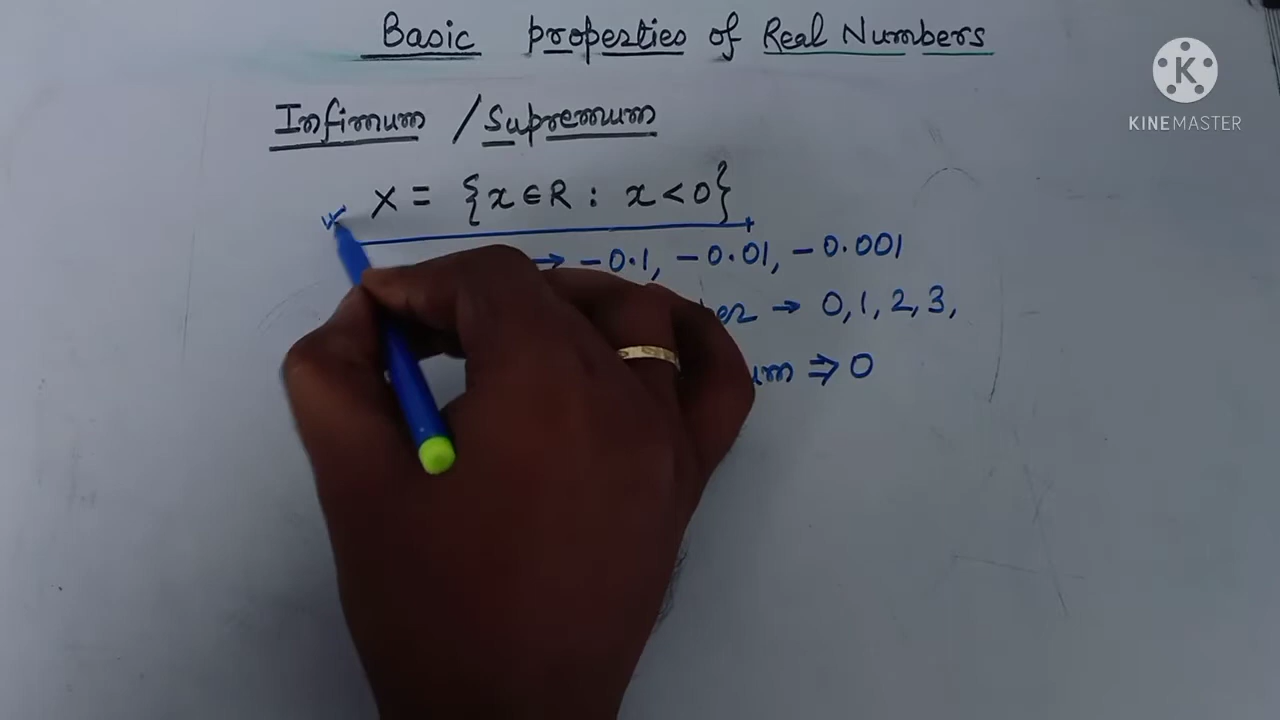 Basic properties of Real Numbers
K
KINEMASTER
Infimum / Supremum
X = {x ∈ R : x < 0}
→ -0.1, -0.01, -0.001
→ 0, 1, 2, 3,
⇒ 0